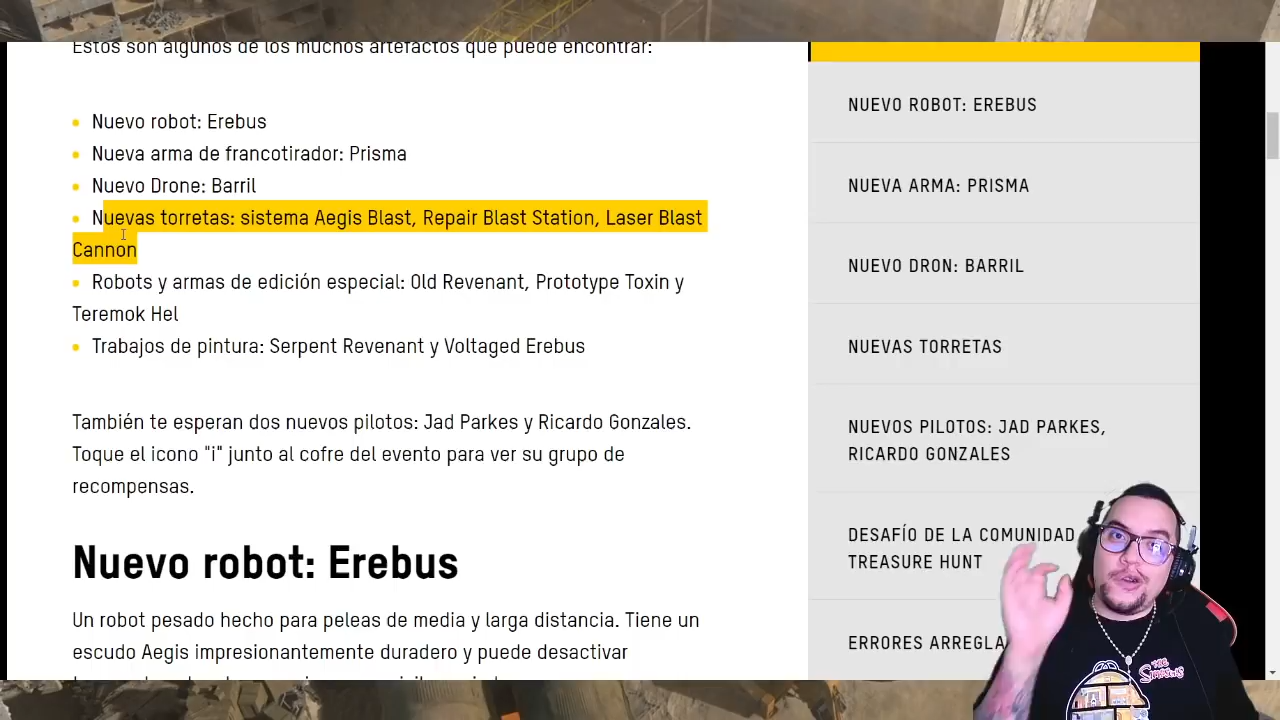 Estos son algunos de los muchos artefactos que puede encontrar:
Nuevo robot: Erebus
Nueva arma de francotirador: Prisma
Nuevo Drone: Barril
Nuevas torretas: sistema Aegis Blast, Repair Blast Station, Laser Blast
Cannon
Robots y armas de edición especial: Old Revenant, Prototype Toxin y
Teremok Hel
Trabajos de pintura: Serpent Revenant y Voltaged Erebus
También te esperan dos nuevos pilotos: Jad Parkes y Ricardo Gonzales.
Toque el icono "i" junto al cofre del evento para ver su grupo de
recompensas.
Nuevo robot: Erebus
Un robot pesado hecho para peleas de media y larga distancia. Tiene un
escudo Aegis impresionantemente duradero y puede desactivar
NUEVO ROBOT: EREBUS
NUEVA ARMA: PRISMA
NUEVO DRON: BARRIL
NUEVAS TORRETAS
NUEVOS PILOTOS: JAD PARKES,
RICARDO GONZALES
DESAFÍO DE LA COMUNIDAD
TREASURE HUNT
ERRORES ARREGLA
THE
SIMPSONS